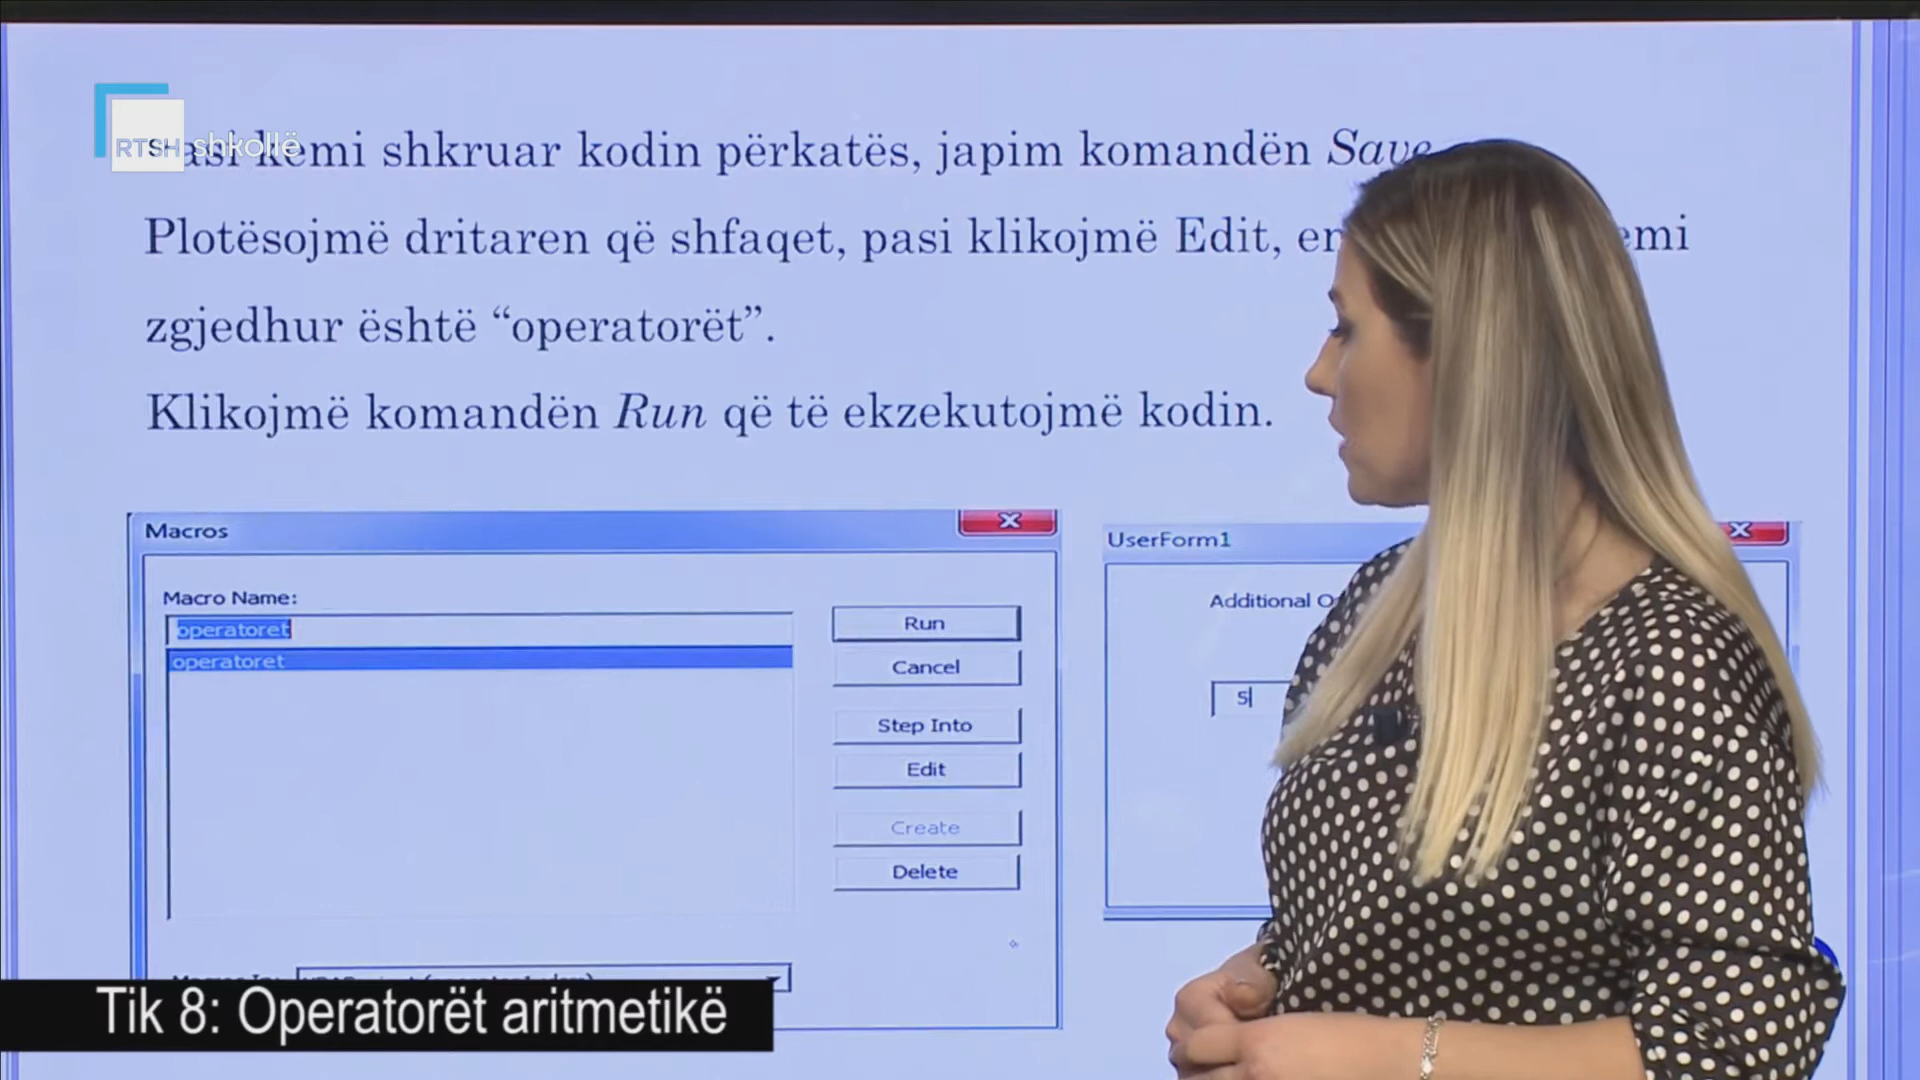 RTSH shkollë
kemi shkruar kodin përkatës, japim komandën Save
Plotësojmë dritaren që shfaqet, pasi klikojmë Edit,
zgjedhur është “operatorët”.
Klikojmë komandën Run që të ekzekutojmë kodin.
Macros
Macro Name:
operatoret
operatoret
Run
Cancel
Step Into
Edit
Create
Delete
UserForm1
Additional
5
Tik 8: Operatorët aritmetikë